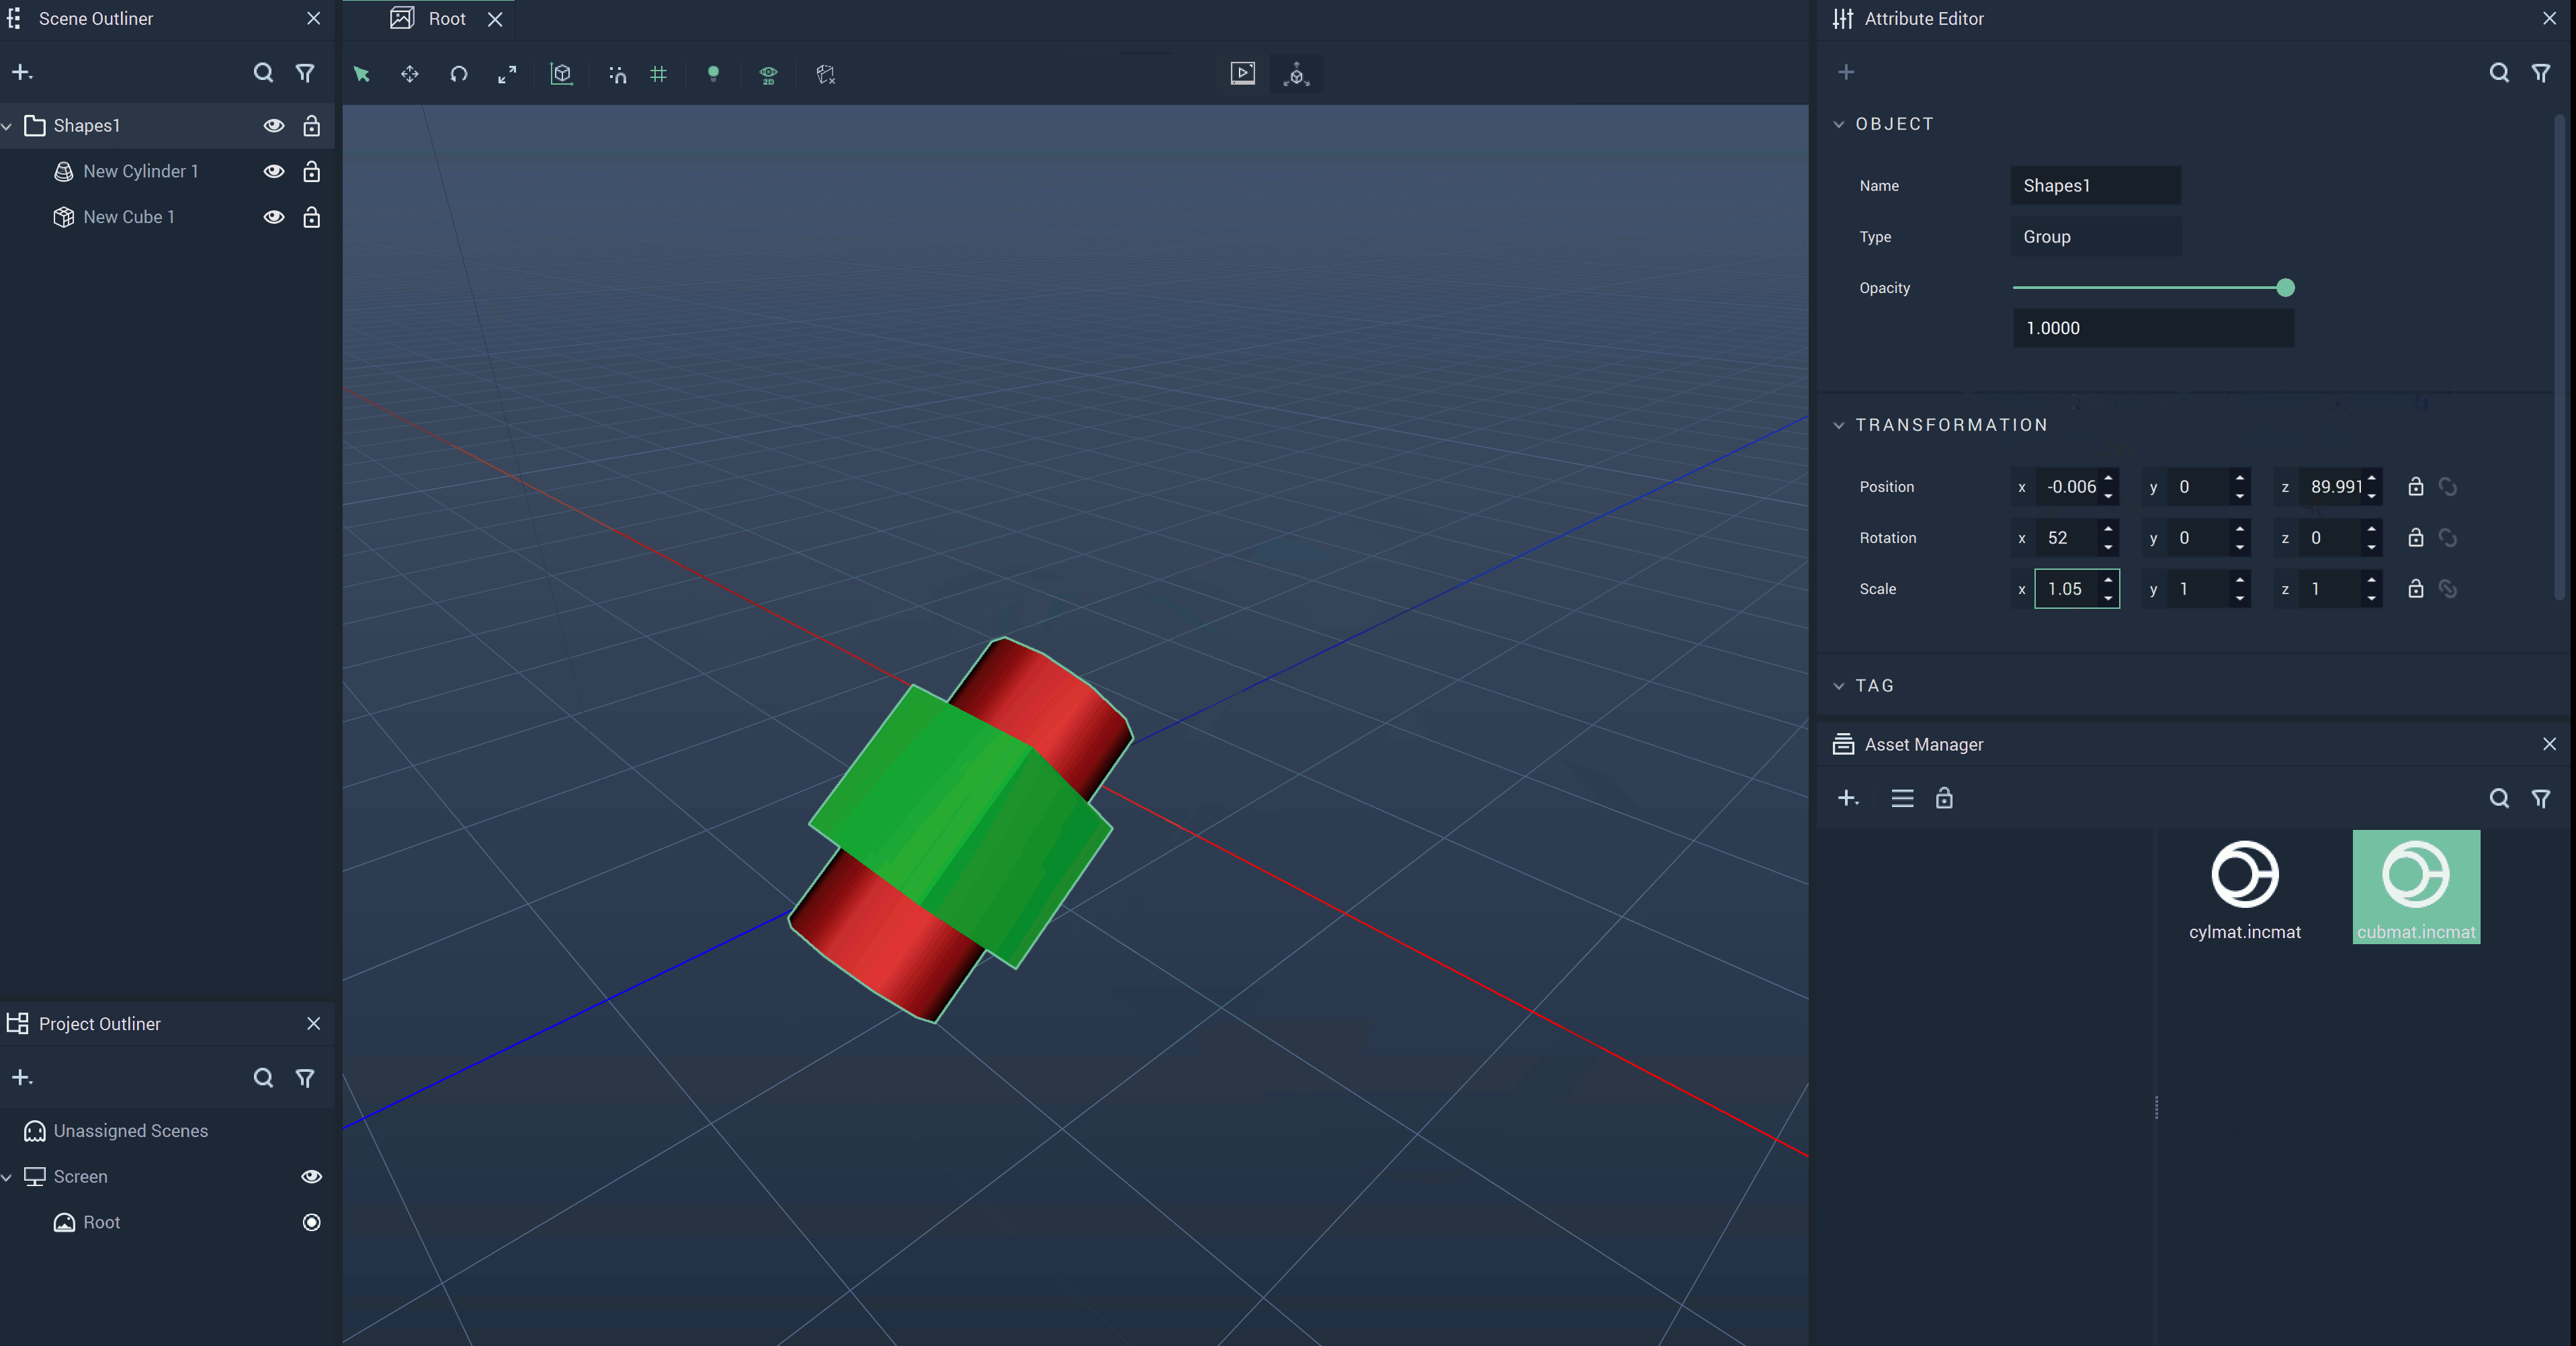 Scene Outliner
Shapes1
New Cylinder 1
New Cube 1
Project Outliner
Unassigned Scenes
Screen
Root
Root
2D
Attribute Editor
OBJECT
Name Shapes1
Type Group
Opacity
1.0000
TRANSFORMATION
Position x -0.006 y 0 z 89.991
Rotation x 52 y 0 z 0
Scale x 1.05 y 1 z 1
TAG
Asset Manager
cylmat.incmat cubmat.incmat